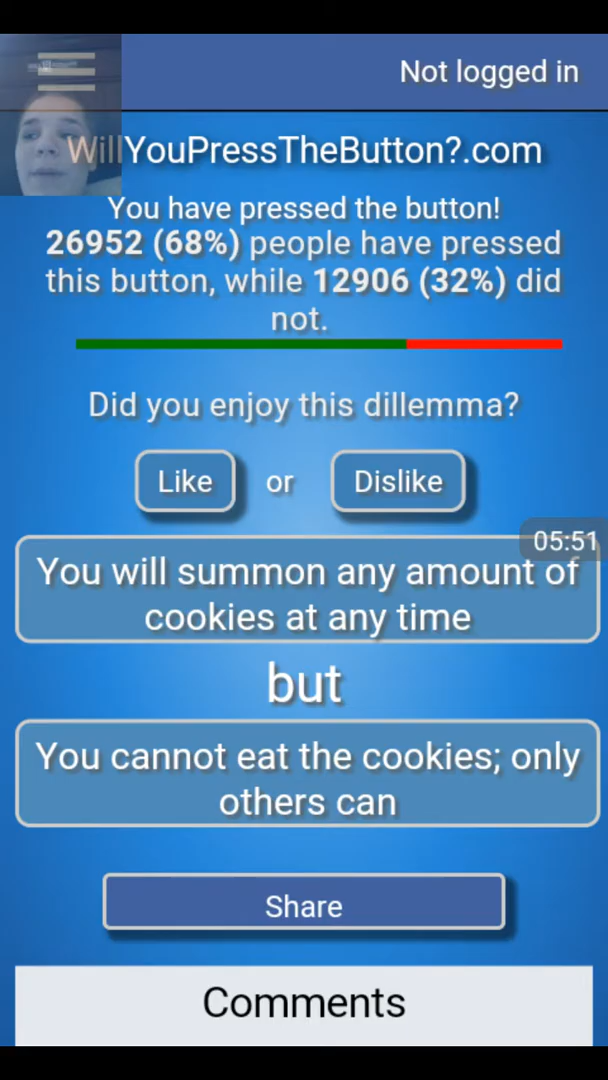 Not logged in
WillYouPressTheButton?.com
You have pressed the button!
26952 (68%) people have pressed
this button, while 12906 (32%) did
not.
Did you enjoy this dillemma?
Like or Dislike
05:51
You will summon any amount of
cookies at any time
but
You cannot eat the cookies; only
others can
Share
Comments